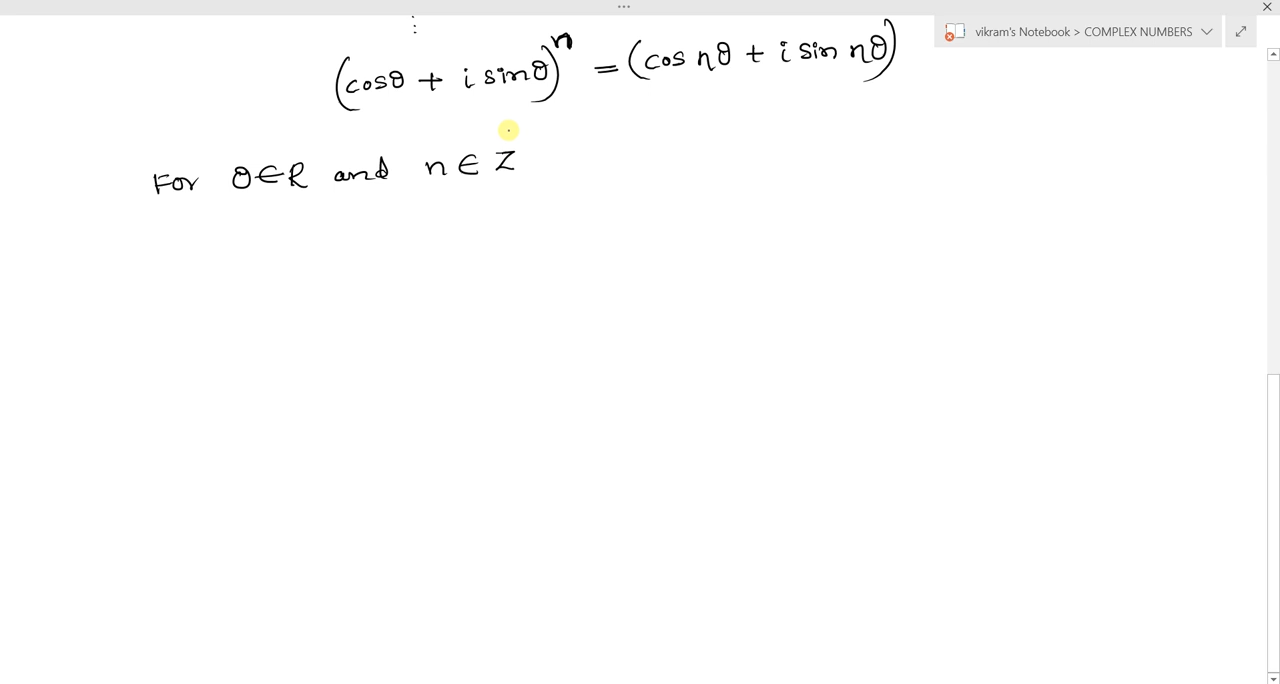 vikram's Notebook > COMPLEX NUMBERS
(cosθ + i sinθ)ⁿ = (cos nθ + i sin nθ)
For θ∈R and n∈Z